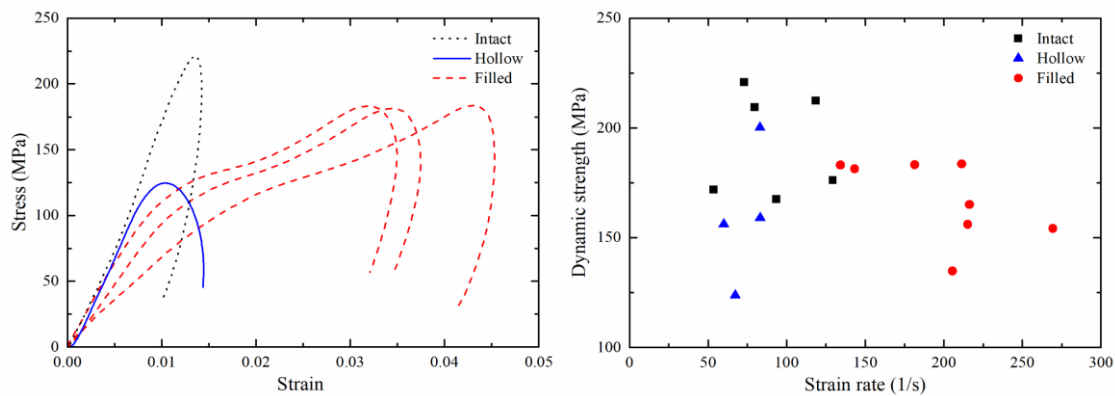 250
200
150
100
50
0
Stress (MPa)
0.00 0.01 0.02 0.03 0.04 0.05
Strain
Intact
Hollow
Filled
250
200
150
100
Dynamic strength (MPa)
0 50 100 150 200 250 300
Strain rate (1/s)
Intact
Hollow
Filled